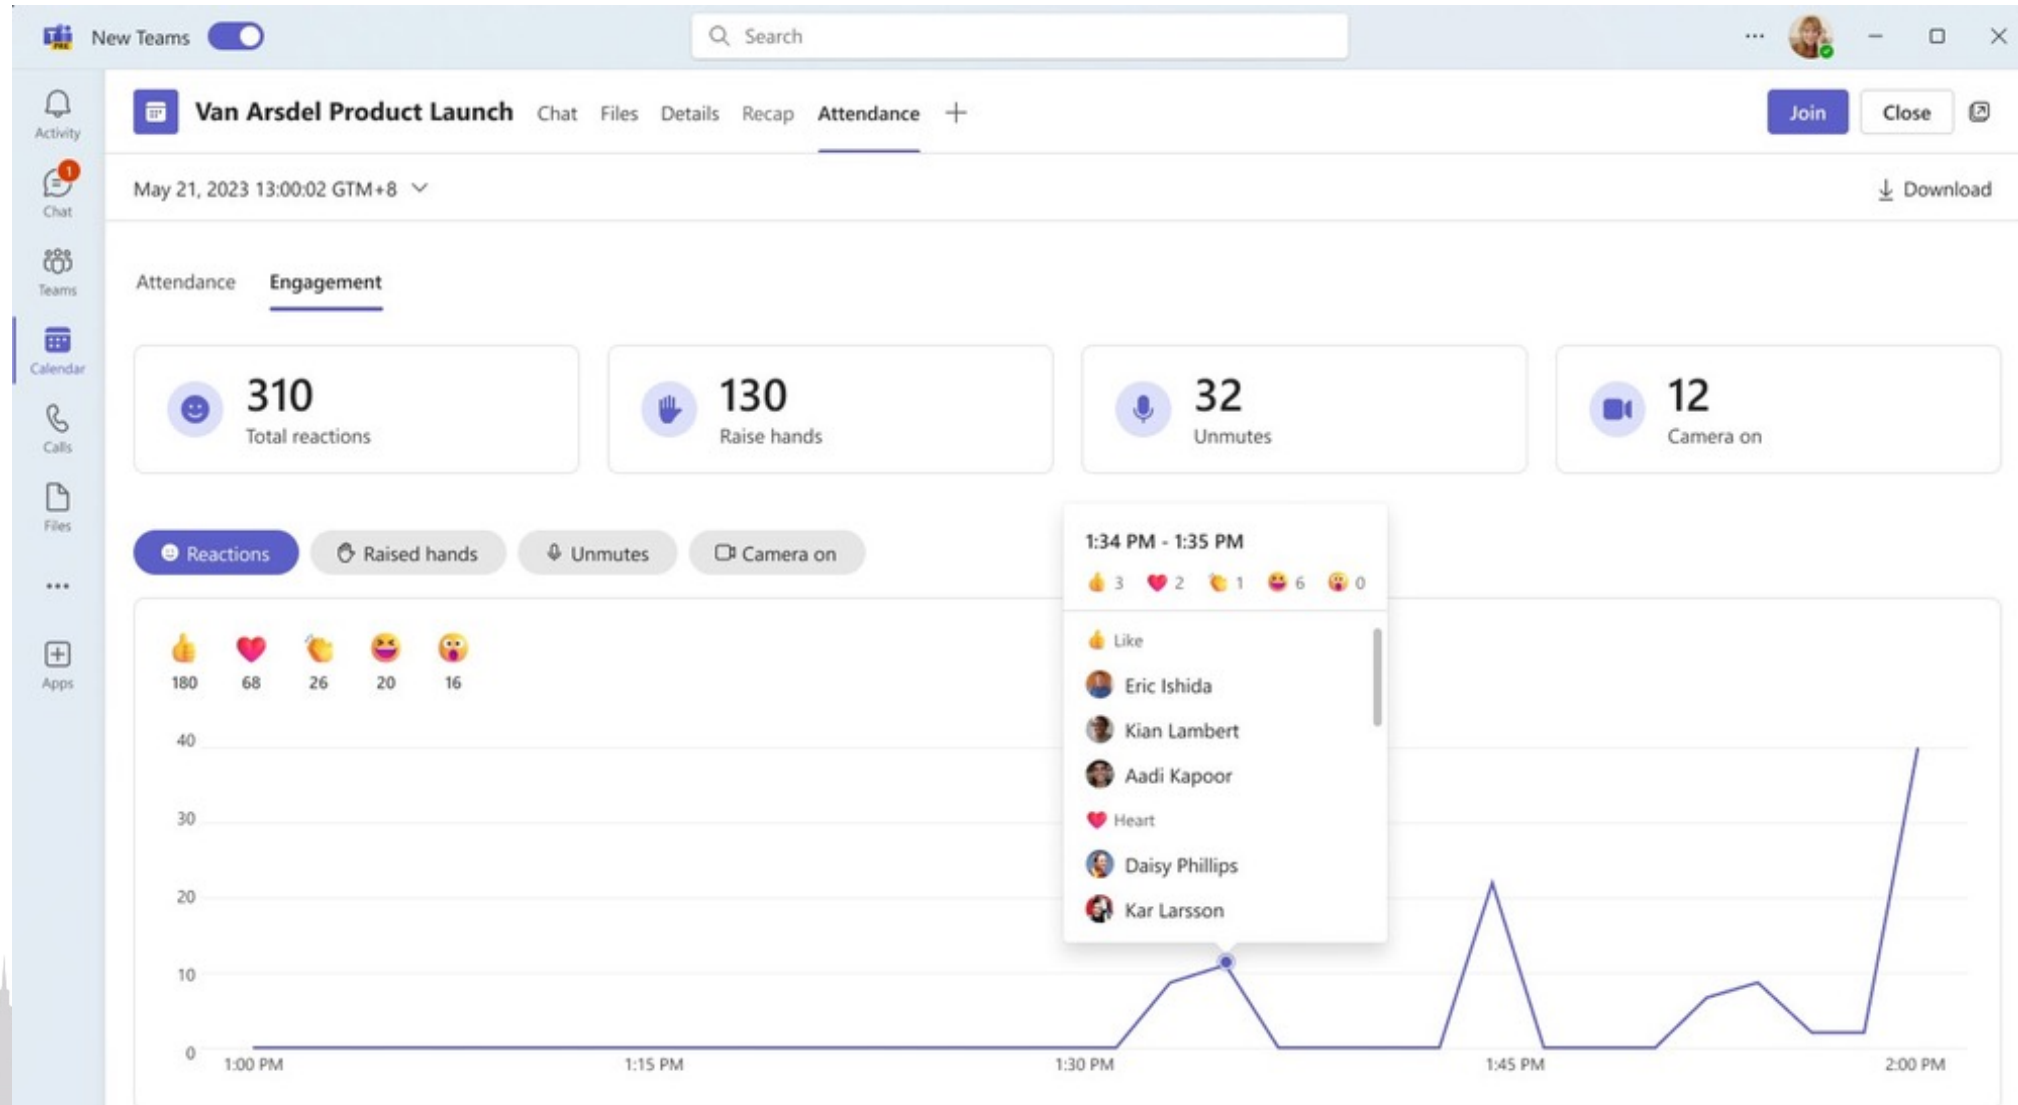 New Teams
Search
Activity
1
Chat
Teams
Calendar
Calls
Files
Apps
Van Arsdel Product Launch Chat Files Details Recap Attendance
Join Close
May 21, 2023 13:00:02 GTM+8
Download
Attendance Engagement
310
Total reactions
130
Raise hands
32
Unmutes
12
Camera on
Reactions Raised hands Unmutes Camera on
180 68 26 20 16
1:34 PM - 1:35 PM
3 2 1 6 0
Like
Eric Ishida
Kian Lambert
Aadi Kapoor
Heart
Daisy Phillips
Kar Larsson
40
30
20
10
0
1:00 PM 1:15 PM 1:30 PM 1:45 PM 2:00 PM